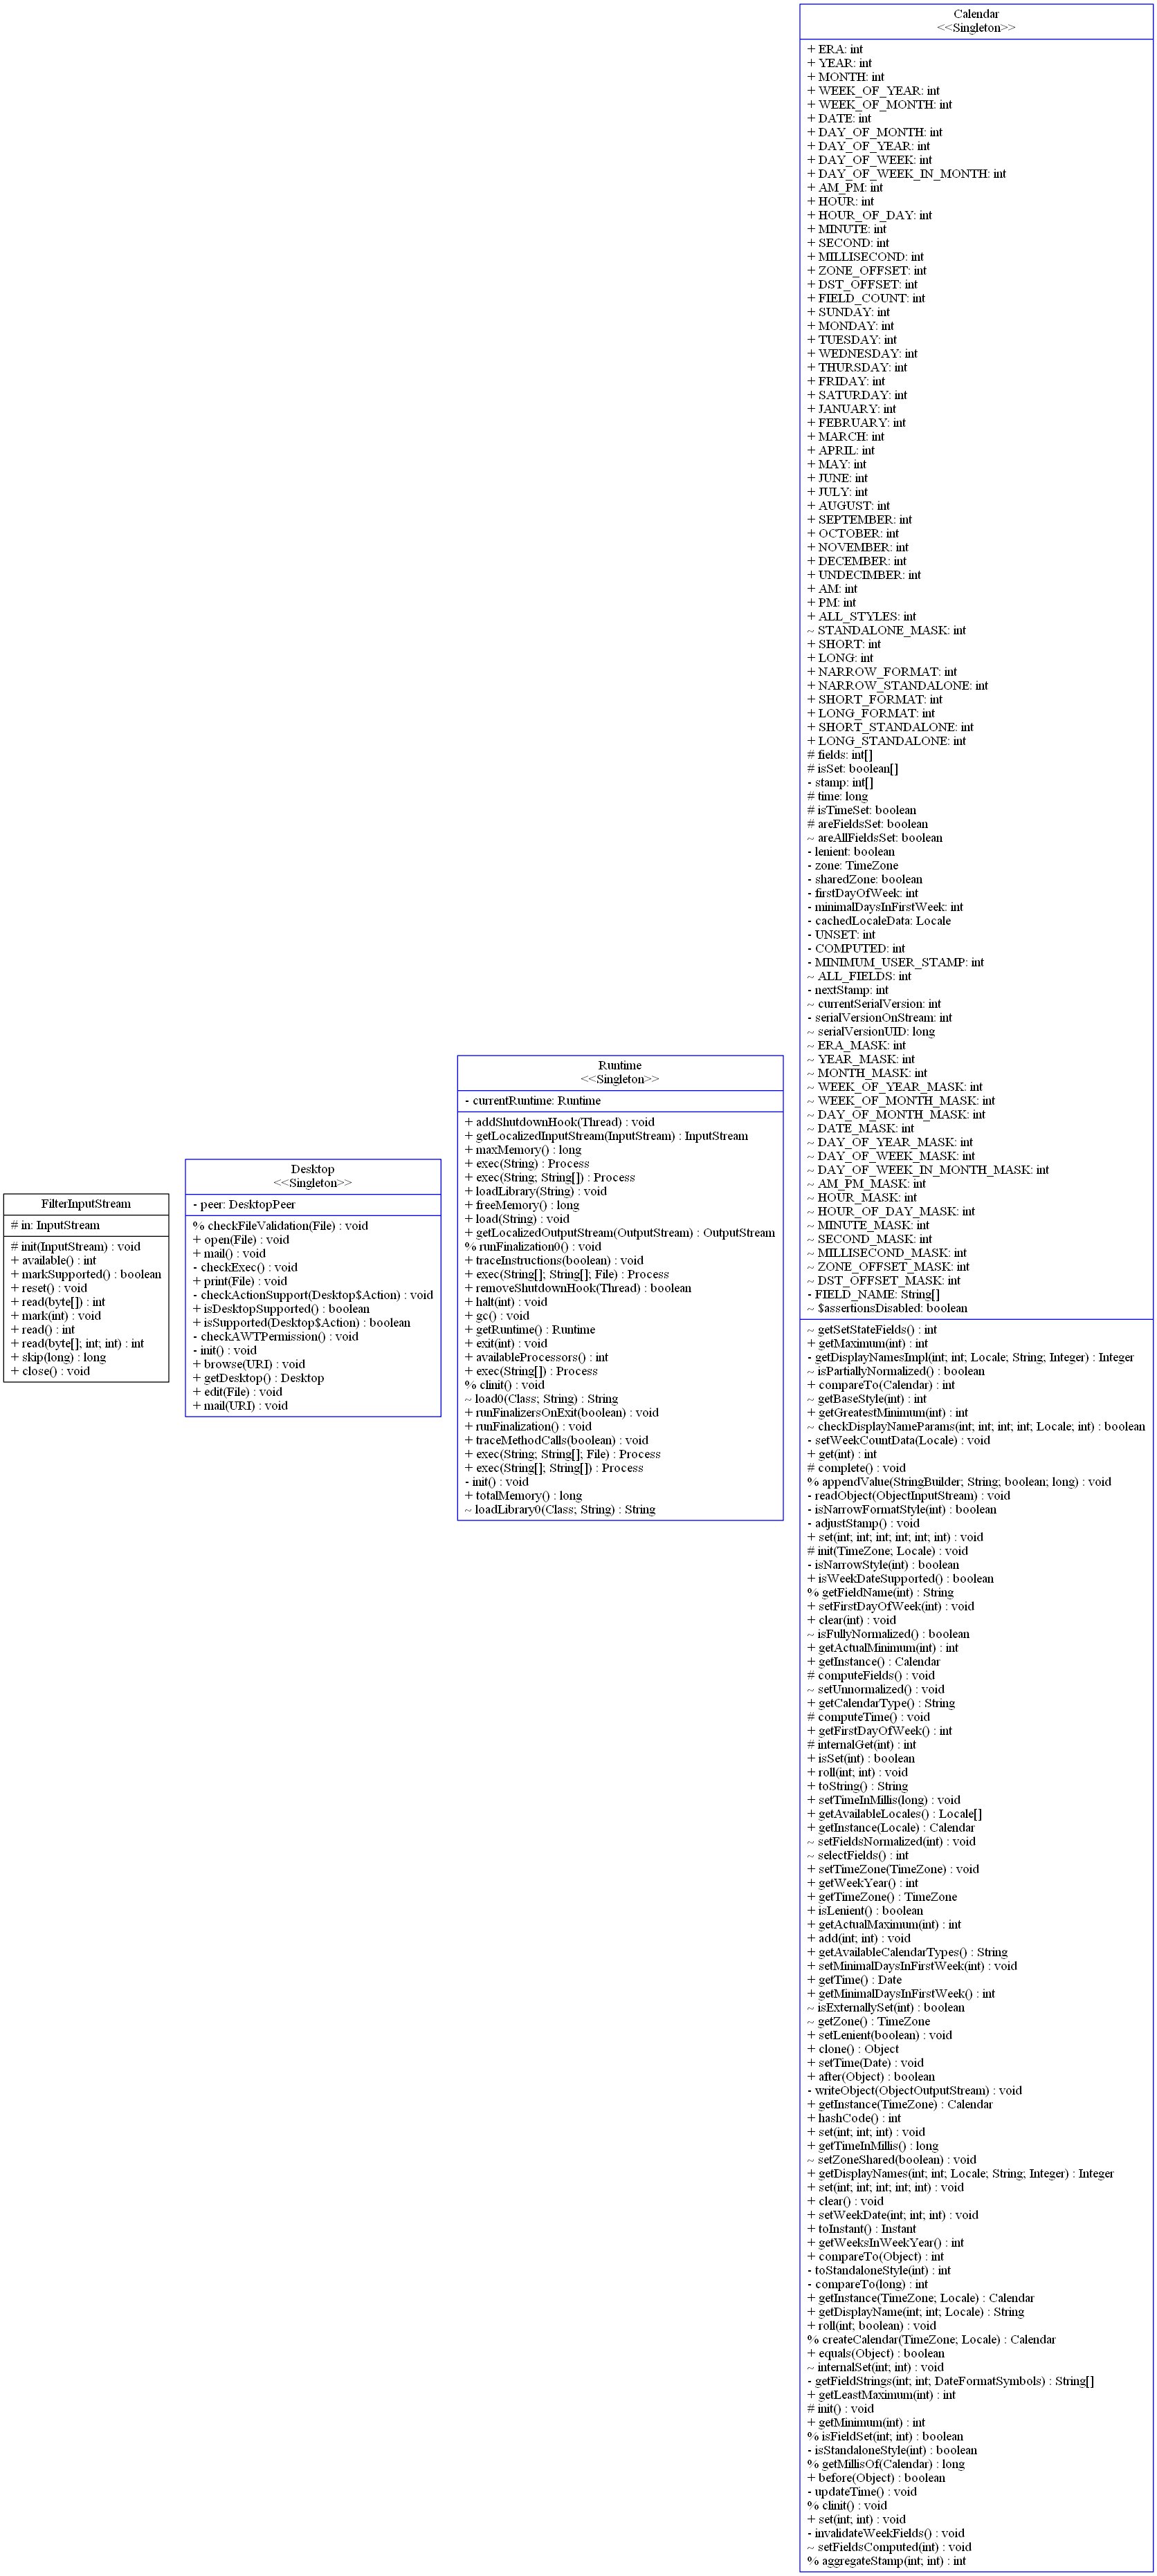 FilterInputStream
# in: InputStream
# init(InputStream) : void
+ available() : int
+ markSupported() : boolean
+ reset() : void
+ read(byte[]) : int
+ mark(int) : void
+ read() : int
+ read(byte[]; int; int) : int
+ skip(long) : long
+ close() : void
Desktop
<<Singleton>>
- peer: DesktopPeer
% checkFileValidation(File) : void
+ open(File) : void
+ mail() : void
- checkExec() : void
+ print(File) : void
- checkActionSupport(Desktop$Action) : void
+ isDesktopSupported() : boolean
+ isSupported(Desktop$Action) : boolean
- checkAWTPermission() : void
- init() : void
+ browse(URI) : void
+ getDesktop() : Desktop
+ edit(File) : void
+ mail(URI) : void
Runtime
<<Singleton>>
- currentRuntime: Runtime
+ addShutdownHook(Thread) : void
+ getLocalizedInputStream(InputStream) : InputStream
+ maxMemory() : long
+ exec(String) : Process
+ exec(String; String[]) : Process
+ loadLibrary(String) : void
+ freeMemory() : long
+ load(String) : void
+ getLocalizedOutputStream(OutputStream) : OutputStream
% runFinalization0() : void
+ traceInstructions(boolean) : void
+ exec(String[]; String[]; File) : Process
+ removeShutdownHook(Thread) : boolean
+ halt(int) : void
+ gc() : void
+ getRuntime() : Runtime
+ exit(int) : void
+ availableProcessors() : int
+ exec(String[]) : Process
% clinit() : void
~ load0(Class; String) : String
+ runFinalizersOnExit(boolean) : void
+ runFinalization() : void
+ traceMethodCalls(boolean) : void
+ exec(String; String[]; File) : Process
+ exec(String[]; String[]) : Process
- init() : void
+ totalMemory() : long
~ loadLibrary0(Class; String) : String
Calendar
<<Singleton>>
+ ERA: int
+ YEAR: int
+ MONTH: int
+ WEEK_OF_YEAR: int
+ WEEK_OF_MONTH: int
+ DATE: int
+ DAY_OF_MONTH: int
+ DAY_OF_YEAR: int
+ DAY_OF_WEEK: int
+ DAY_OF_WEEK_IN_MONTH: int
+ AM_PM: int
+ HOUR: int
+ HOUR_OF_DAY: int
+ MINUTE: int
+ SECOND: int
+ MILLISECOND: int
+ ZONE_OFFSET: int
+ DST_OFFSET: int
+ FIELD_COUNT: int
+ SUNDAY: int
+ MONDAY: int
+ TUESDAY: int
+ WEDNESDAY: int
+ THURSDAY: int
+ FRIDAY: int
+ SATURDAY: int
+ JANUARY: int
+ FEBRUARY: int
+ MARCH: int
+ APRIL: int
+ MAY: int
+ JUNE: int
+ JULY: int
+ AUGUST: int
+ SEPTEMBER: int
+ OCTOBER: int
+ NOVEMBER: int
+ DECEMBER: int
+ UNDECIMBER: int
+ AM: int
+ PM: int
+ ALL_STYLES: int
~ STANDALONE_MASK: int
+ SHORT: int
+ LONG: int
+ NARROW_FORMAT: int
+ NARROW_STANDALONE: int
+ SHORT_FORMAT: int
+ LONG_FORMAT: int
+ SHORT_STANDALONE: int
+ LONG_STANDALONE: int
# fields: int[]
# isSet: boolean[]
- stamp: int[]
# time: long
# isTimeSet: boolean
# areFieldsSet: boolean
~ areAllFieldsSet: boolean
- lenient: boolean
- zone: TimeZone
- sharedZone: boolean
- firstDayOfWeek: int
- minimalDaysInFirstWeek: int
- cachedLocaleData: Locale
- UNSET: int
- COMPUTED: int
- MINIMUM_USER_STAMP: int
~ ALL_FIELDS: int
- nextStamp: int
~ currentSerialVersion: int
- serialVersionOnStream: int
~ serialVersionUID: long
~ ERA_MASK: int
~ YEAR_MASK: int
~ MONTH_MASK: int
~ WEEK_OF_YEAR_MASK: int
~ WEEK_OF_MONTH_MASK: int
~ DAY_OF_MONTH_MASK: int
~ DATE_MASK: int
~ DAY_OF_YEAR_MASK: int
~ DAY_OF_WEEK_MASK: int
~ DAY_OF_WEEK_IN_MONTH_MASK: int
~ AM_PM_MASK: int
~ HOUR_MASK: int
~ HOUR_OF_DAY_MASK: int
~ MINUTE_MASK: int
~ SECOND_MASK: int
~ MILLISECOND_MASK: int
~ ZONE_OFFSET_MASK: int
~ DST_OFFSET_MASK: int
- FIELD_NAME: String[]
~ $assertionsDisabled: boolean
~ getSetStateFields() : int
+ getMaximum(int) : int
- getDisplayNamesImpl(int; int; Locale; String; Integer) : Integer
~ isPartiallyNormalized() : boolean
+ compareTo(Calendar) : int
~ getBaseStyle(int) : int
+ getGreatestMinimum(int) : int
~ checkDisplayNameParams(int; int; int; int; Locale; int) : boolean
- setWeekCountData(Locale) : void
+ get(int) : int
# complete() : void
% appendValue(StringBuilder; String; boolean; long) : void
- readObject(ObjectInputStream) : void
- isNarrowFormatStyle(int) : boolean
- adjustStamp() : void
+ set(int; int; int; int; int; int) : void
# init(TimeZone; Locale) : void
- isNarrowStyle(int) : boolean
+ isWeekDateSupported() : boolean
% getFieldName(int) : String
+ setFirstDayOfWeek(int) : void
+ clear(int) : void
~ isFullyNormalized() : boolean
+ getActualMinimum(int) : int
+ getInstance() : Calendar
# computeFields() : void
~ setUnnormalized() : void
+ getCalendarType() : String
# computeTime() : void
+ getFirstDayOfWeek() : int
# internalGet(int) : int
+ isSet(int) : boolean
+ roll(int; int) : void
+ toString() : String
+ setTimeInMillis(long) : void
+ getAvailableLocales() : Locale[]
+ getInstance(Locale) : Calendar
~ setFieldsNormalized(int) : void
~ selectFields() : int
+ setTimeZone(TimeZone) : void
+ getWeekYear() : int
+ getTimeZone() : TimeZone
+ isLenient() : boolean
+ getActualMaximum(int) : int
+ add(int; int) : void
+ getAvailableCalendarTypes() : String
+ setMinimalDaysInFirstWeek(int) : void
+ getTime() : Date
+ getMinimalDaysInFirstWeek() : int
~ isExternallySet(int) : boolean
~ getZone() : TimeZone
+ setLenient(boolean) : void
+ clone() : Object
+ setTime(Date) : void
+ after(Object) : boolean
- writeObject(ObjectOutputStream) : void
+ getInstance(TimeZone) : Calendar
+ hashCode() : int
+ set(int; int; int) : void
+ getTimeInMillis() : long
~ setZoneShared(boolean) : void
+ getDisplayNames(int; int; Locale; String; Integer) : Integer
+ set(int; int; int; int; int) : void
+ clear() : void
+ setWeekDate(int; int; int) : void
+ toInstant() : Instant
+ getWeeksInWeekYear() : int
+ compareTo(Object) : int
- toStandaloneStyle(int) : int
- compareTo(long) : int
+ getInstance(TimeZone; Locale) : Calendar
+ getDisplayName(int; int; Locale) : String
+ roll(int; boolean) : void
% createCalendar(TimeZone; Locale) : Calendar
+ equals(Object) : boolean
~ internalSet(int; int) : void
- getFieldStrings(int; int; DateFormatSymbols) : String[]
+ getLeastMaximum(int) : int
# init() : void
+ getMinimum(int) : int
% isFieldSet(int; int) : boolean
- isStandaloneStyle(int) : boolean
% getMillisOf(Calendar) : long
+ before(Object) : boolean
- updateTime() : void
% clinit() : void
+ set(int; int) : void
- invalidateWeekFields() : void
~ setFieldsComputed(int) : void
% aggregateStamp(int; int) : int